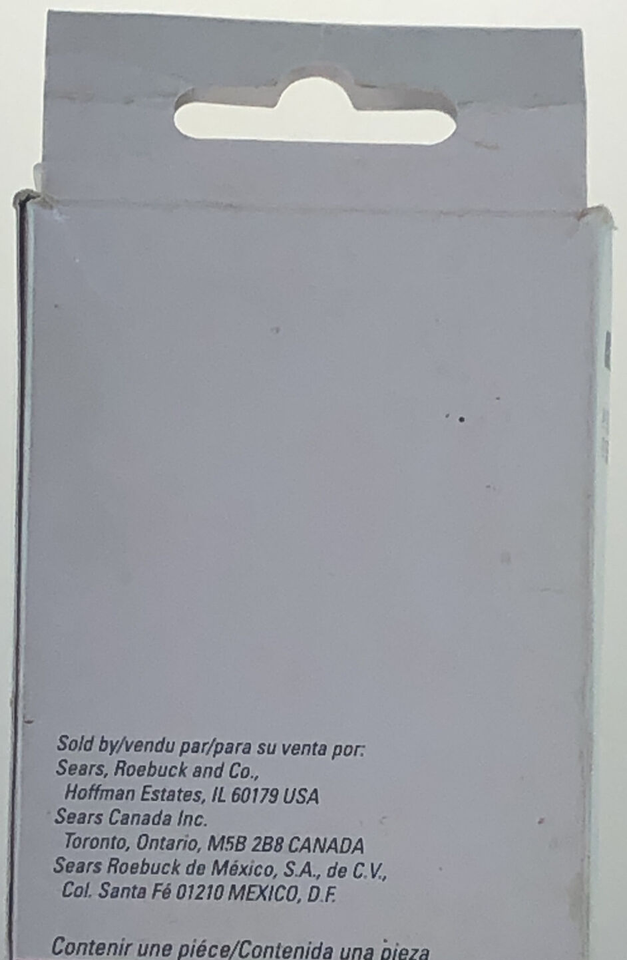 Sold by/vendu par/para su venta por:
Sears, Roebuck and Co.,
Hoffman Estates, IL 60179 USA
Sears Canada Inc.
Toronto, Ontario, M5B 2B8 CANADA
Sears Roebuck de México, S.A., de C.V.,
Col. Santa Fé 01210 MEXICO, D.F.
Contenir une piéce/Contenida una pieza